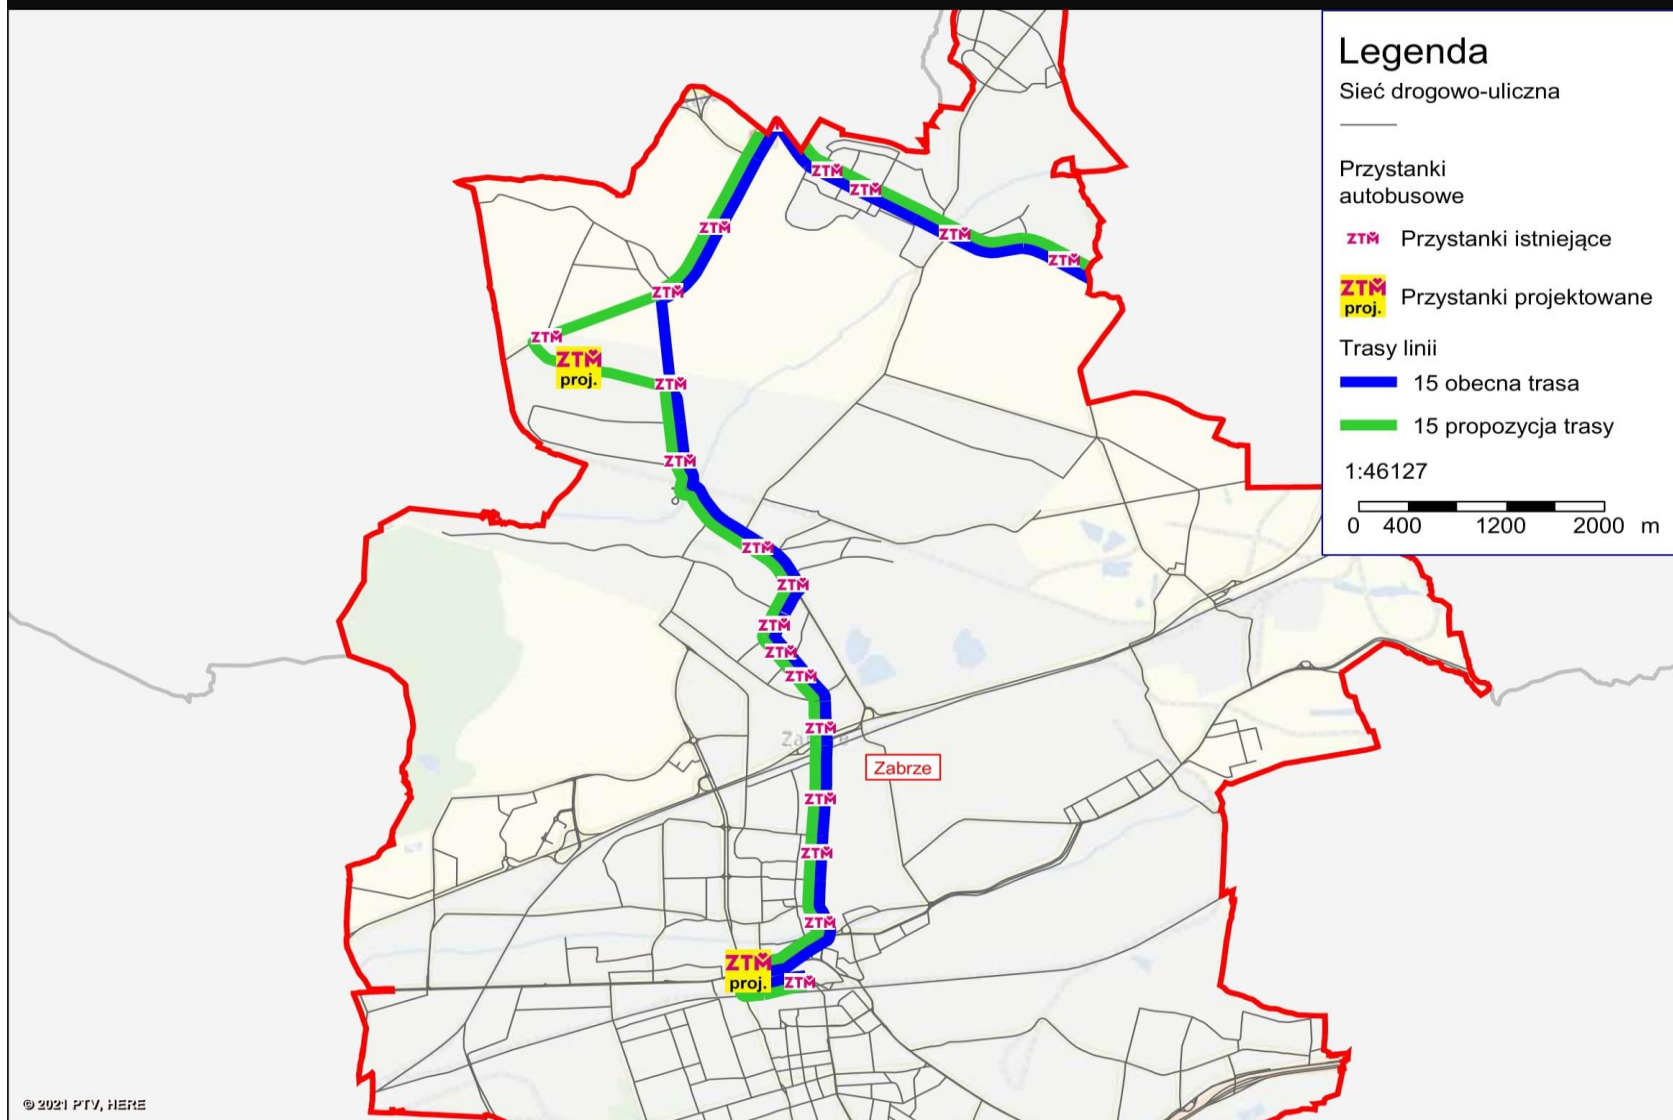 ZTM
ZTM
ZTM
ZTM
ZTM
ZTM
ZTM
ZTM
proj.
ZTM
ZTM
ZTM
ZTM
ZTM
ZTM
ZTM
ZTM
Zabrze
ZTM
ZTM
ZTM
ZTM
proj.
ZTM
Legenda
Sieć drogowo-uliczna
Przystanki
autobusowe
ZTM Przystanki istniejące
ZTM
proj. Przystanki projektowane
Trasy linii
15 obecna trasa
15 propozycja trasy
1:46127
0 400 1200 2000 m
© 2021 PTV, HERE